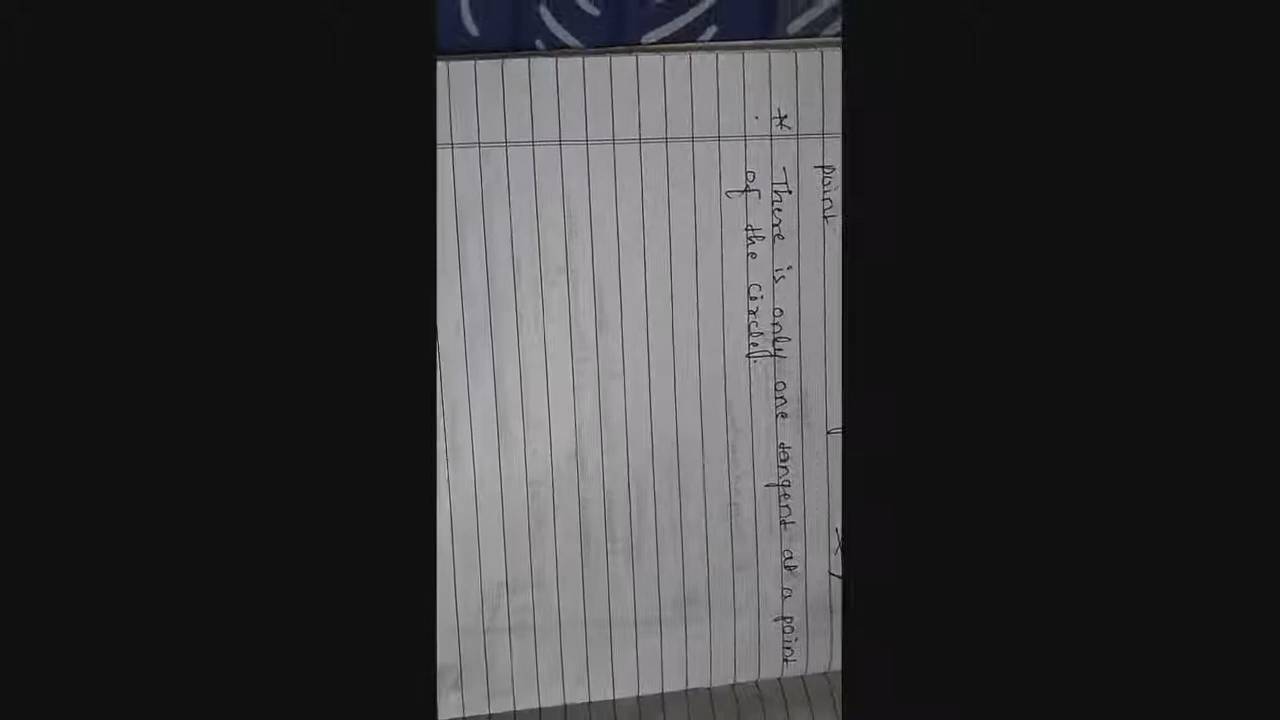 point
* There is only one tangent at a point
of the circle.